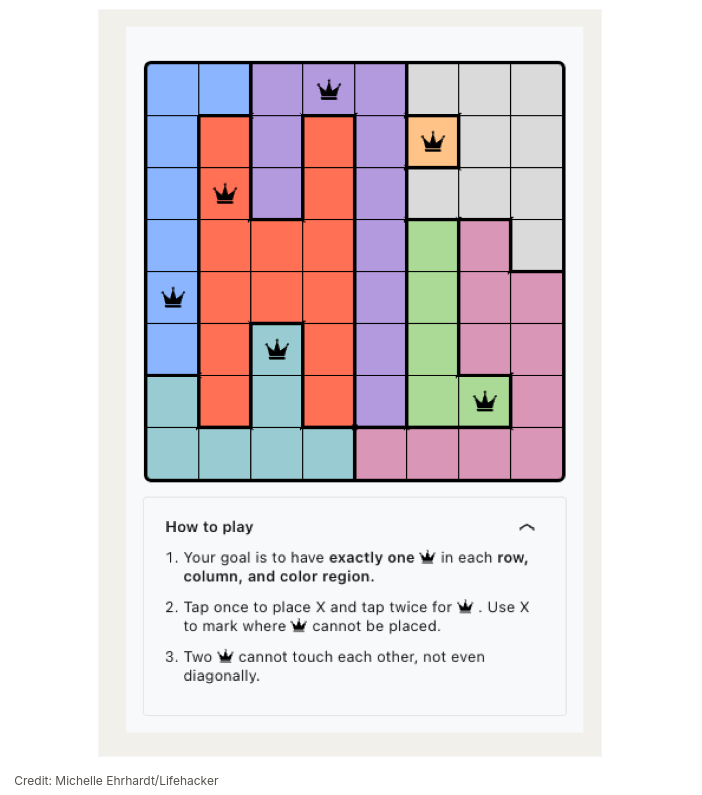 How to play
1. Your goal is to have exactly one in each row,
column, and color region.
2. Tap once to place X and tap twice for . Use X
to mark where cannot be placed.
3. Two cannot touch each other, not even
diagonally.
Credit: Michelle Ehrhardt/Lifehacker